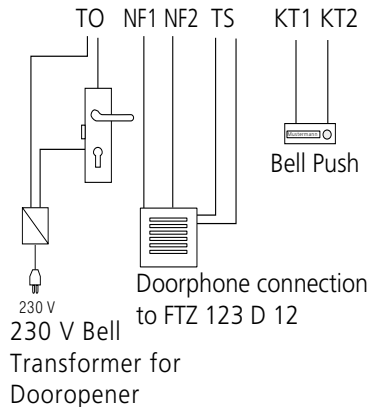 TO NF1 NF2 TS KT1 KT2
Mustermann
Bell Push
Doorphone connection
to FTZ 123 D 12
230 V
230 V Bell
Transformer for
Dooropener